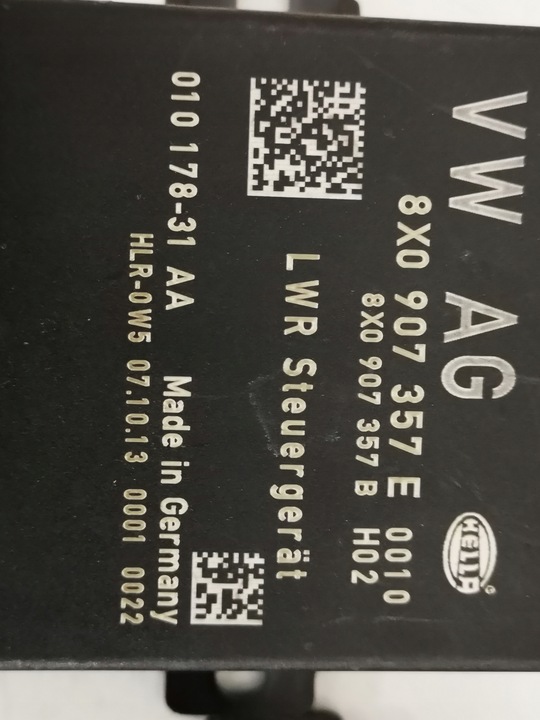 VW AG
HELLA
8X0 907 357 E 0010
8X0 907 357 B H02
LWR Steuergerät
010 178-31 AA Made in Germany
HLR-0W5 07.10.13 0001 0022